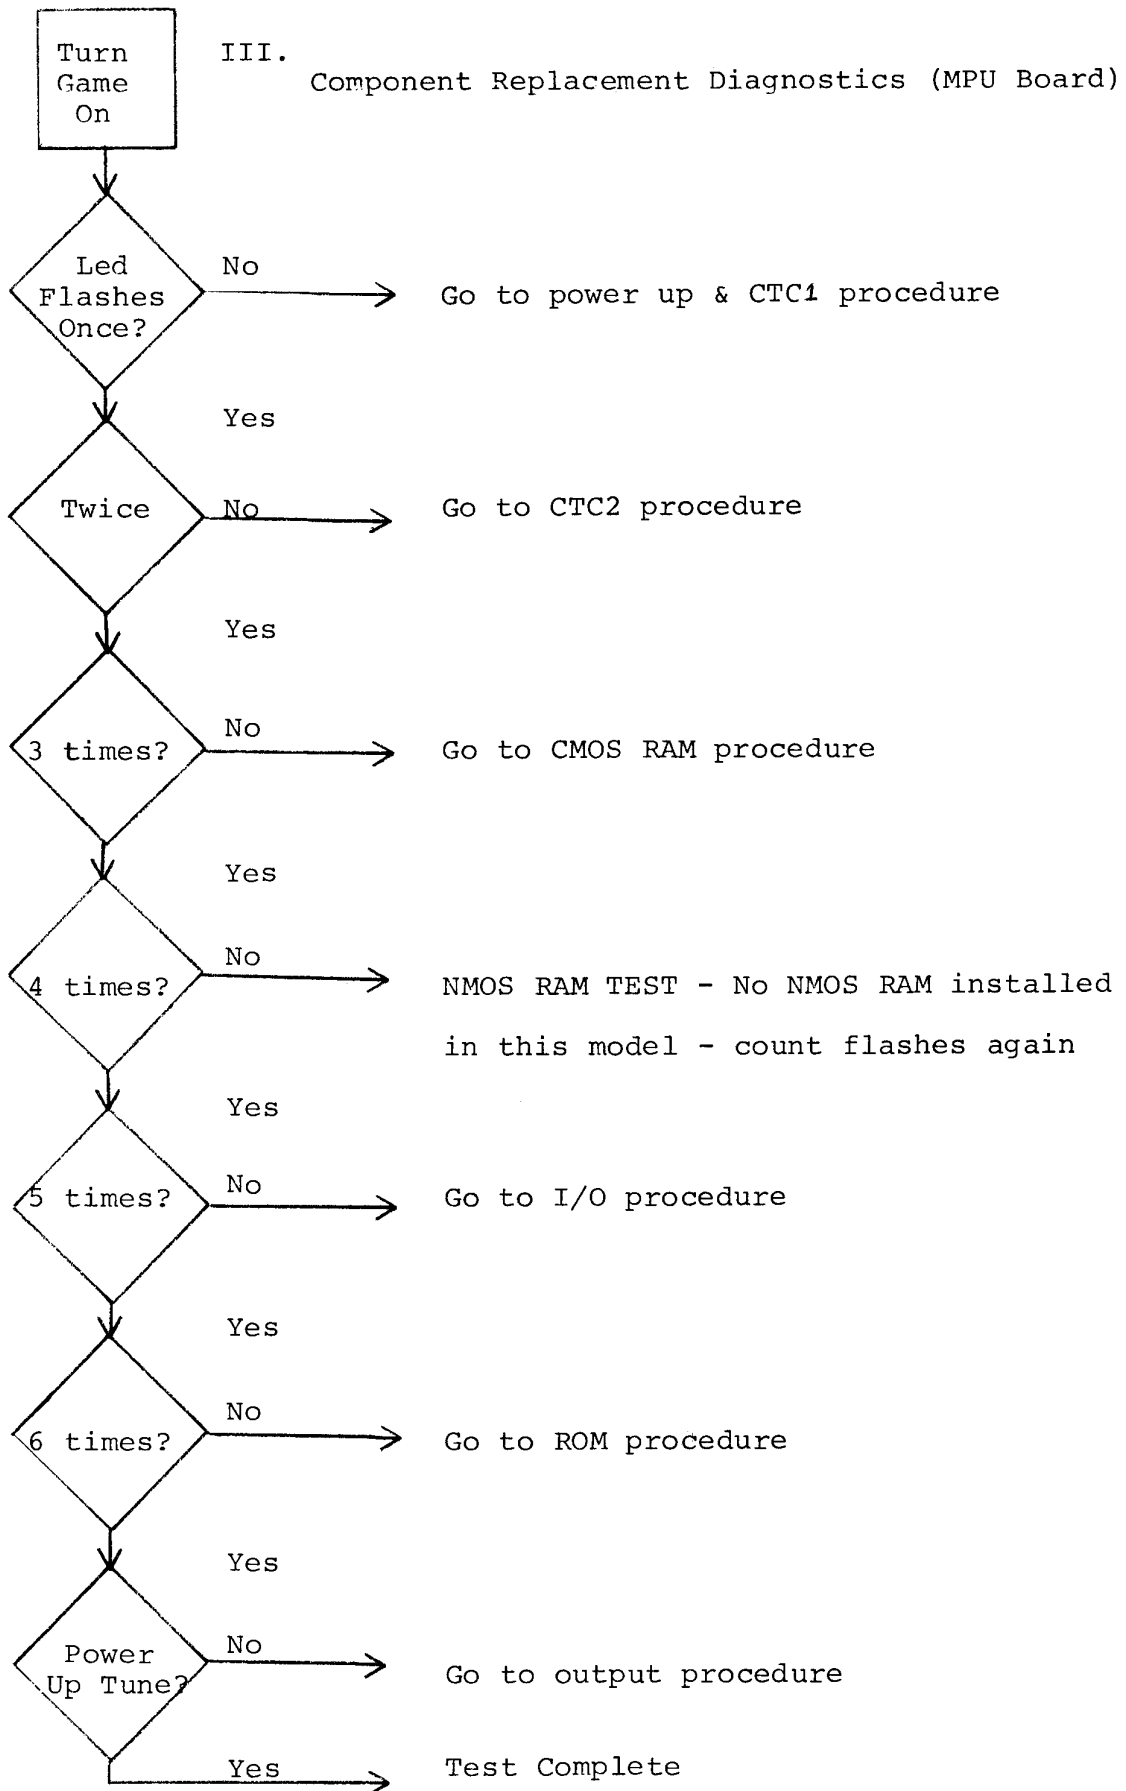 Turn
Game
On
III.
Component Replacement Diagnostics (MPU Board)
Led
Flashes
Once?
No
Go to power up & CTC1 procedure
Yes
Twice
No
Go to CTC2 procedure
Yes
3 times?
No
Go to CMOS RAM procedure
Yes
4 times?
No
NMOS RAM TEST - No NMOS RAM installed
in this model - count flashes again
Yes
5 times?
No
Go to I/O procedure
Yes
6 times?
No
Go to ROM procedure
Yes
Power
Up Tune?
No
Go to output procedure
Yes
Test Complete